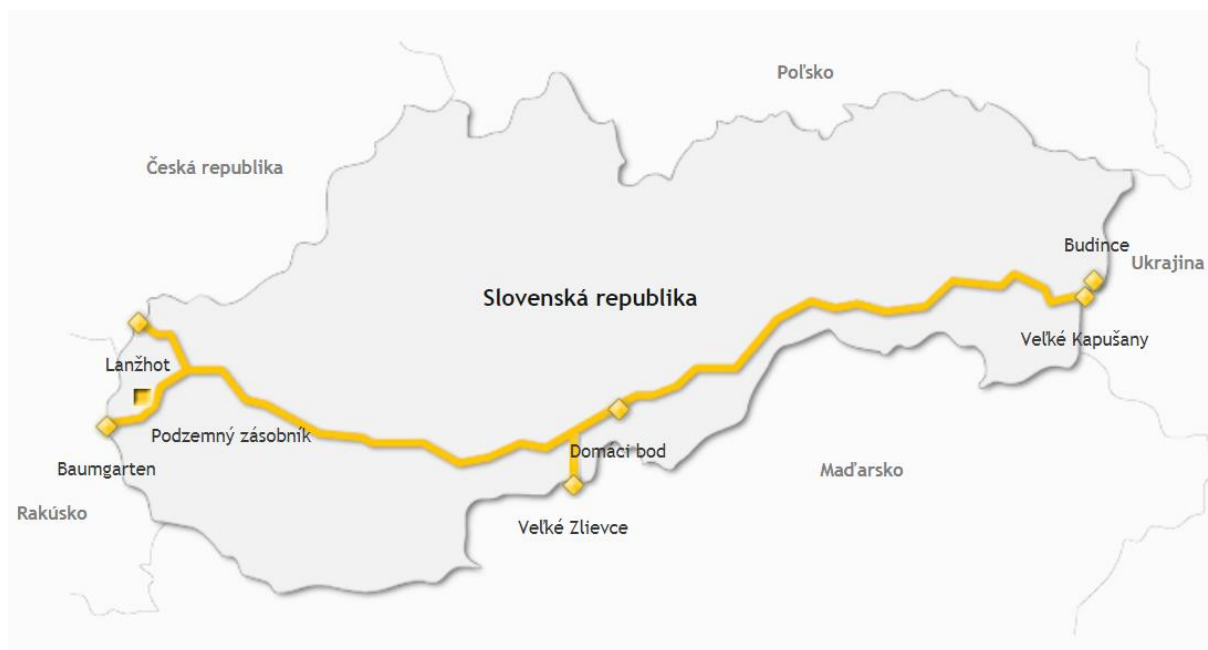 Poľsko
Česká republika
Budince
Ukrajina
Slovenská republika
Veľké Kapušany
Lanžhot
Podzemný zásobník
Domáci bod
Baumgarten
Maďarsko
Rakúsko
Veľké Zlievce